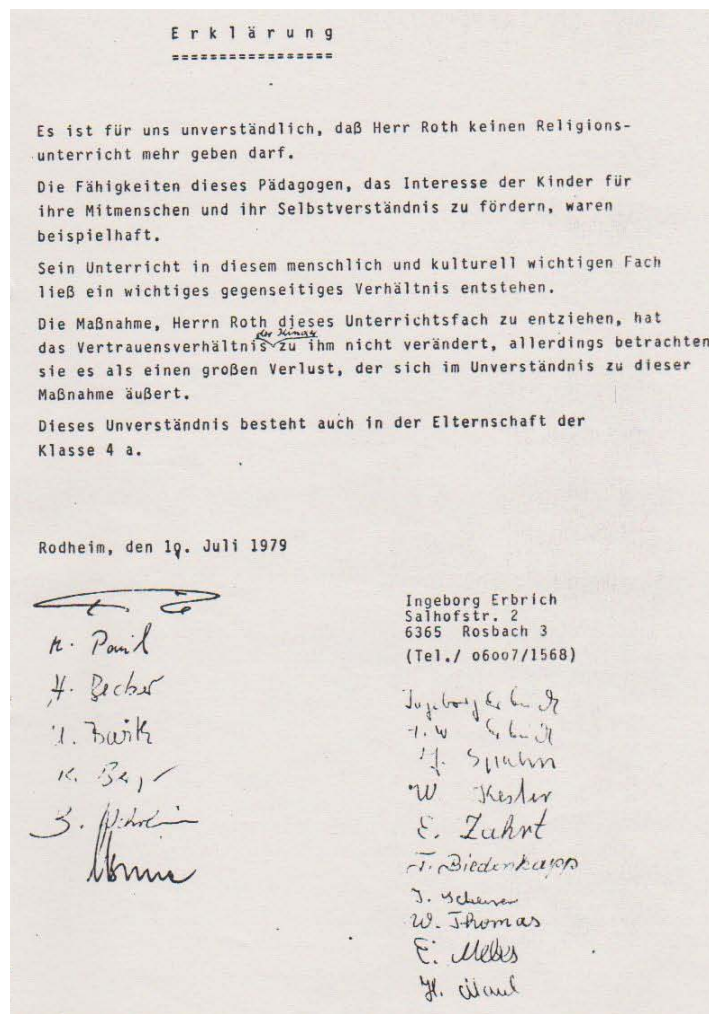 E r k l ä r u n g
=================
Es ist für uns unverständlich, daß Herr Roth keinen Religions-
unterricht mehr geben darf.
Die Fähigkeiten dieses Pädagogen, das Interesse der Kinder für
ihre Mitmenschen und ihr Selbstverständnis zu fördern, waren
beispielhaft.
Sein Unterricht in diesem menschlich und kulturell wichtigen Fach
ließ ein wichtiges gegenseitiges Verhältnis entstehen.
Die Maßnahme, Herrn Roth dieses Unterrichtsfach zu entziehen, hat
der Kinder
das Vertrauensverhältnis zu ihm nicht verändert, allerdings betrachten
sie es als einen großen Verlust, der sich im Unverständnis zu dieser
Maßnahme äußert.
Dieses Unverständnis besteht auch in der Elternschaft der
Klasse 4 a.
Rodheim, den 10. Juli 1979
H. Becker
Ingeborg Erbrich
Salhofstr. 2
6365 Rosbach 3
(Tel./ 06007/1568)
Ingeborg Erbrich
W Kester
E. Zahrt
T. Biedenkapp
W. Thomas
E. Mebs